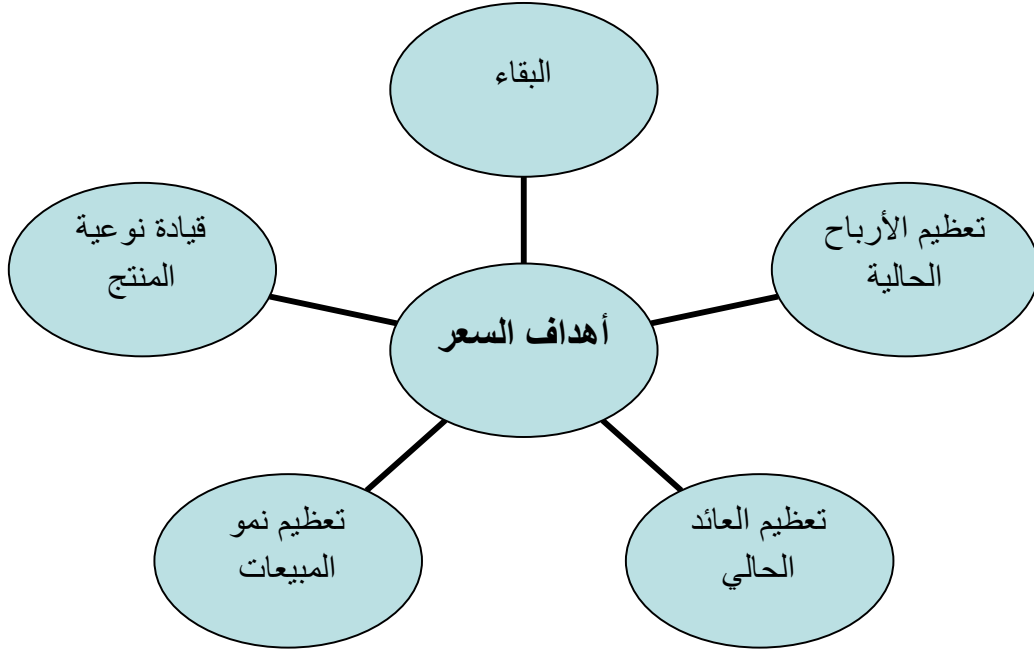 البقاء
تعظيم الأرباح
الحالية
قيادة نوعية
المنتج
أهداف السعر
تعظيم العائد
الحالي
تعظيم نمو
المبيعات